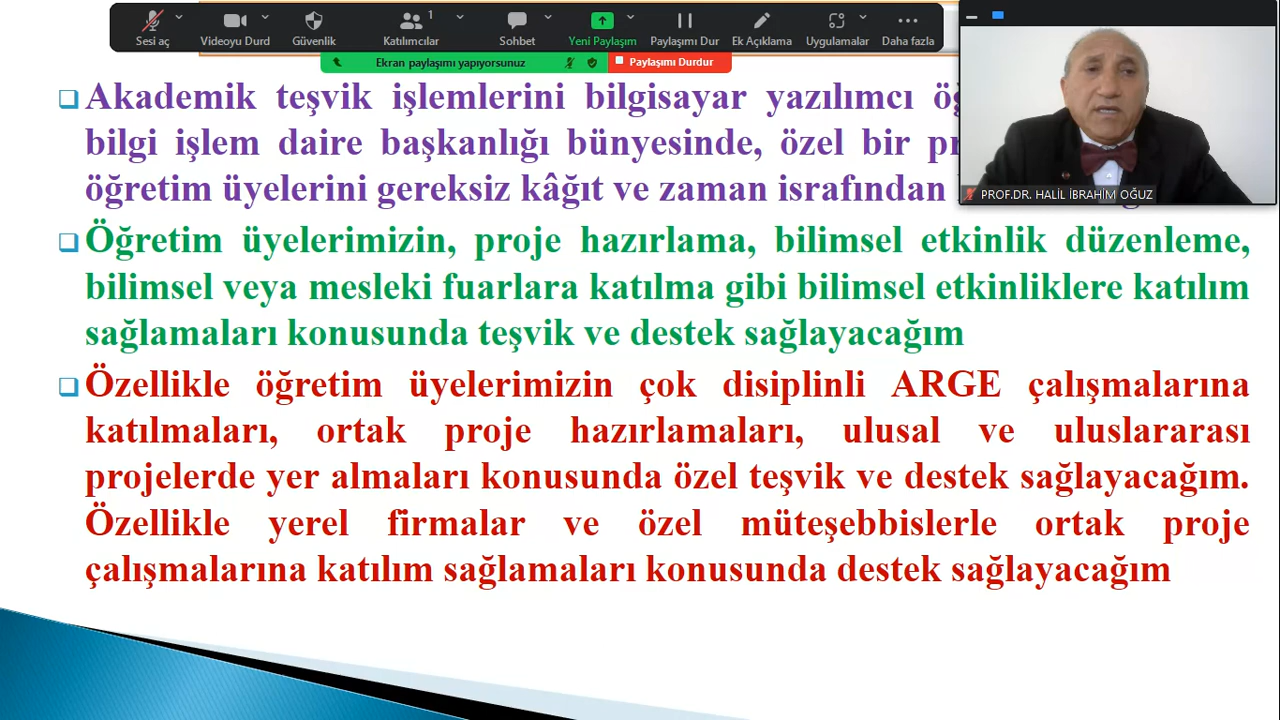 1
Sesi aç
Videoyu Durd
Güvenlik
Katılımcılar
Sohbet
Yeni Paylaşım
Paylaşımı Dur
Ek Açıklama
Uygulamalar
Daha fazla
Ekran paylaşımı yapıyorsunuz
Paylaşımı Durdur
Akademik teşvik işlemlerini bilgisayar yazılımcı
bilgi işlem daire başkanlığı bünyesinde, özel bir
öğretim üyelerini gereksiz kâğıt ve zaman israfından
PROF.DR. HALİL İBRAHİM OĞUZ
Öğretim üyelerimizin, proje hazırlama, bilimsel etkinlik düzenleme,
bilimsel veya mesleki fuarlara katılma gibi bilimsel etkinliklere katılım
sağlamaları konusunda teşvik ve destek sağlayacağım
Özellikle öğretim üyelerimizin çok disiplinli ARGE çalışmalarına
katılmaları, ortak proje hazırlamaları, ulusal ve uluslararası
projelerde yer almaları konusunda özel teşvik ve destek sağlayacağım.
Özellikle yerel firmalar ve özel müteşebbislerle ortak proje
çalışmalarına katılım sağlamaları konusunda destek sağlayacağım